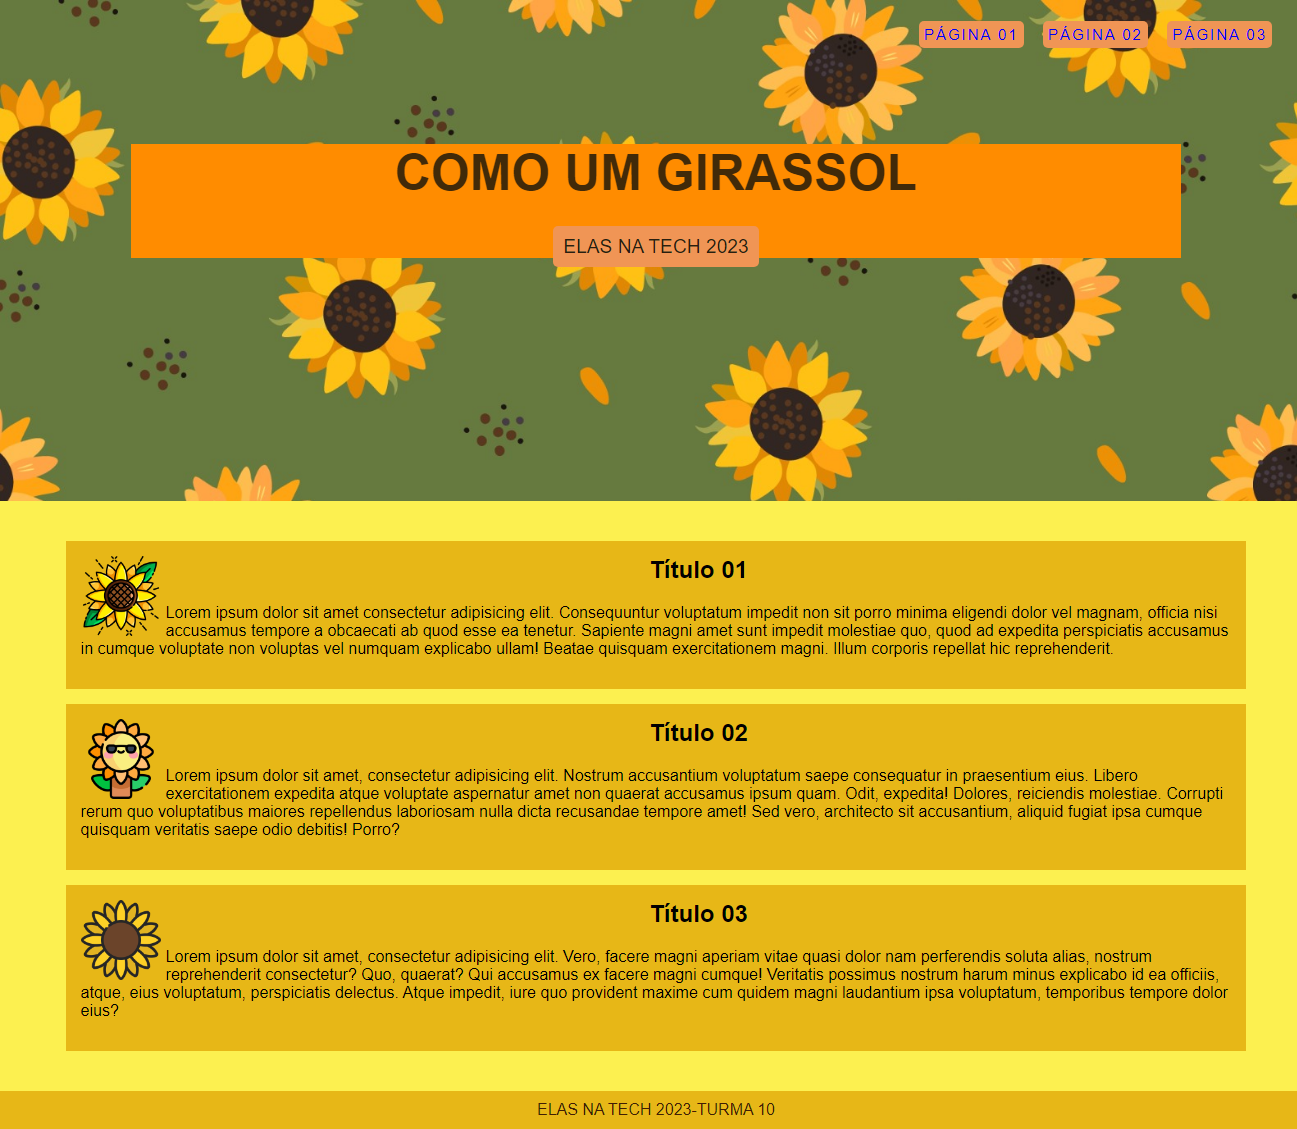 PÁGINA 01 PÁGINA 02 PÁGINA 03
COMO UM GIRASSOL
ELAS NA TECH 2023
Título 01
Lorem ipsum dolor sit amet consectetur adipisicing elit. Consequuntur voluptatum impedit non sit porro minima eligendi dolor vel magnam, officia nisi
accusamus tempore a obcaecati ab quod esse ea tenetur. Sapiente magni amet sunt impedit molestiae quo, quod ad expedita perspiciatis accusamus
in cumque voluptate non voluptas vel numquam explicabo ullam! Beatae quisquam exercitationem magni. Illum corporis repellat hic reprehenderit.
Título 02
Lorem ipsum dolor sit amet, consectetur adipisicing elit. Nostrum accusantium voluptatum saepe consequatur in praesentium eius. Libero
exercitationem expedita atque voluptate aspernatur amet non quaerat accusamus ipsum quam. Odit, expedita! Dolores, reiciendis molestiae. Corrupti
rerum quo voluptatibus maiores repellendus laboriosam nulla dicta recusandae tempore amet! Sed vero, architecto sit accusantium, aliquid fugiat ipsa cumque
quisquam veritatis saepe odio debitis! Porro?
Título 03
Lorem ipsum dolor sit amet, consectetur adipisicing elit. Vero, facere magni aperiam vitae quasi dolor nam perferendis soluta alias, nostrum
reprehenderit consectetur? Quo, quaerat? Qui accusamus ex facere magni cumque! Veritatis possimus nostrum harum minus explicabo id ea officiis,
atque, eius voluptatum, perspiciatis delectus. Atque impedit, iure quo provident maxime cum quidem magni laudantium ipsa voluptatum, temporibus tempore dolor
eius?
ELAS NA TECH 2023-TURMA 10